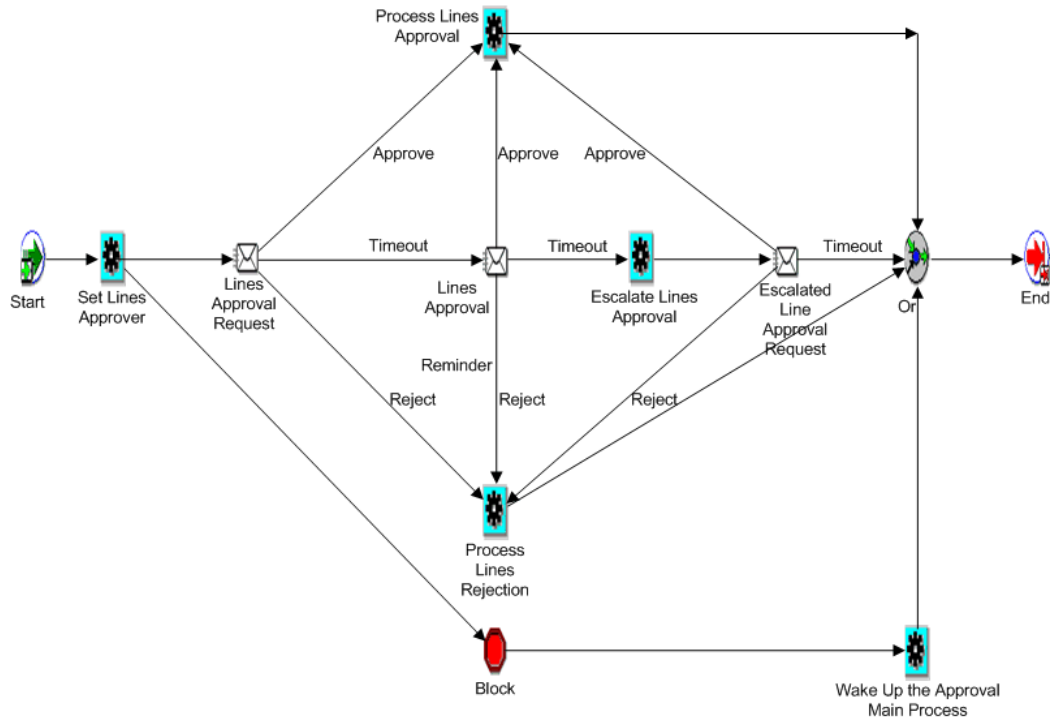 Process Lines
Approval
Approve
Approve
Approve
Timeout
Timeout
Timeout
Start
Set Lines
Approver
Lines
Approval
Request
Lines
Approval
Escalate Lines
Approval
Escalated
Line
Approval
Request
Or
End
Reminder
Reject
Reject
Reject
Process
Lines
Rejection
Block
Wake Up the Approval
Main Process